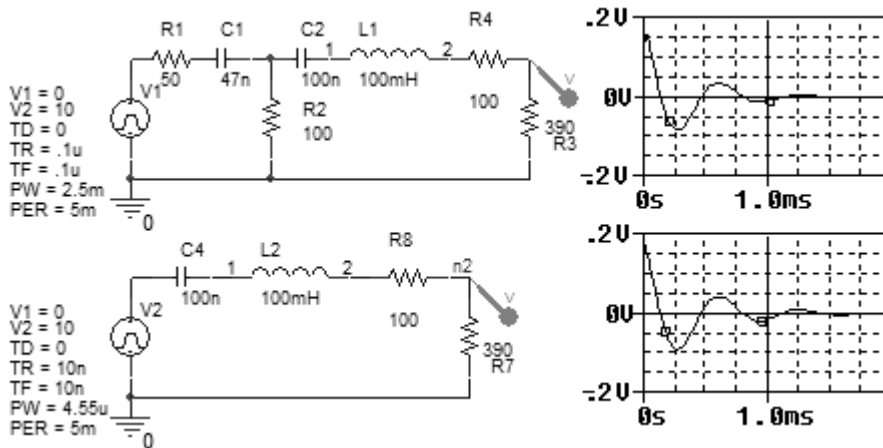 R1 C1 C2 L1 R4
1 2 V
50 47n 100n 100mH
V1
R2
100
100
390
R3
V1 = 0
V2 = 10
TD = 0
TR = .1u
TF = .1u
PW = 2.5m
PER = 5m
0
.2V
0V
-.2V
0s 1.0ms
C4 L2 R8
1 2 n2 V
100n 100mH
100
V2
390
R7
V1 = 0
V2 = 10
TD = 0
TR = 10n
TF = 10n
PW = 4.55u
PER = 5m
0
.2V
0V
-.2V
0s 1.0ms